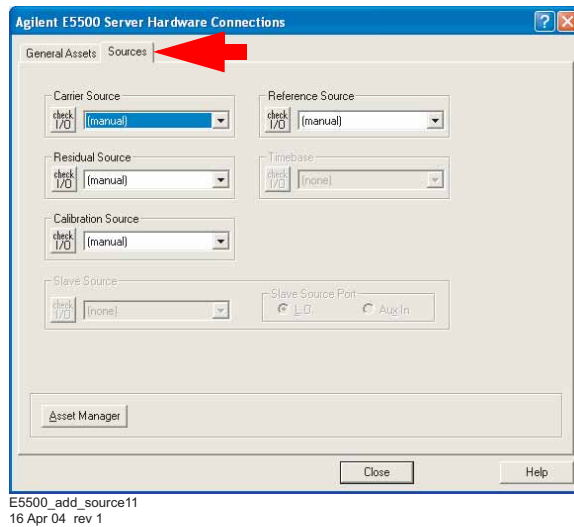 Agilent E5500 Server Hardware Connections
General Assets Sources
Carrier Source
check I/O (manual)
Reference Source
check I/O (manual)
Residual Source
check I/O (manual)
Timebase
check I/O (none)
Calibration Source
check I/O (manual)
Slave Source
check I/O (none)
Slave Source Port
L.O. Aux In
Asset Manager
Close Help
E5500_add_source11
16 Apr 04 rev 1